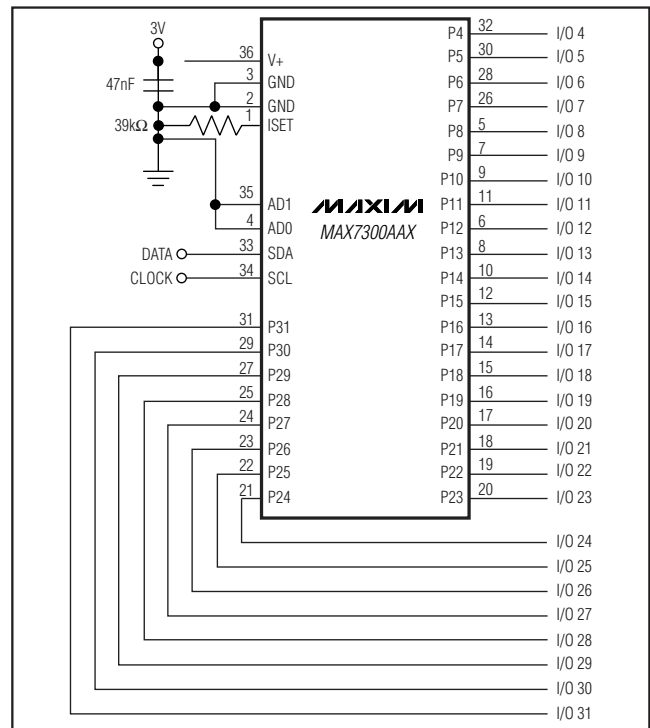 3V
47nF
39kΩ
36 V+
3 GND
2 GND
1 ISET
35 AD1
4 AD0
DATA 33 SDA
CLOCK 34 SCL
31 P31
29 P30
27 P29
25 P28
24 P27
23 P26
22 P25
21 P24
MAXIM
MAX7300AAX
P4 32 I/O 4
P5 30 I/O 5
P6 28 I/O 6
P7 26 I/O 7
P8 5 I/O 8
P9 7 I/O 9
P10 9 I/O 10
P11 11 I/O 11
P12 6 I/O 12
P13 8 I/O 13
P14 10 I/O 14
P15 12 I/O 15
P16 13 I/O 16
P17 14 I/O 17
P18 15 I/O 18
P19 16 I/O 19
P20 17 I/O 20
P21 18 I/O 21
P22 19 I/O 22
P23 20 I/O 23
I/O 24
I/O 25
I/O 26
I/O 27
I/O 28
I/O 29
I/O 30
I/O 31